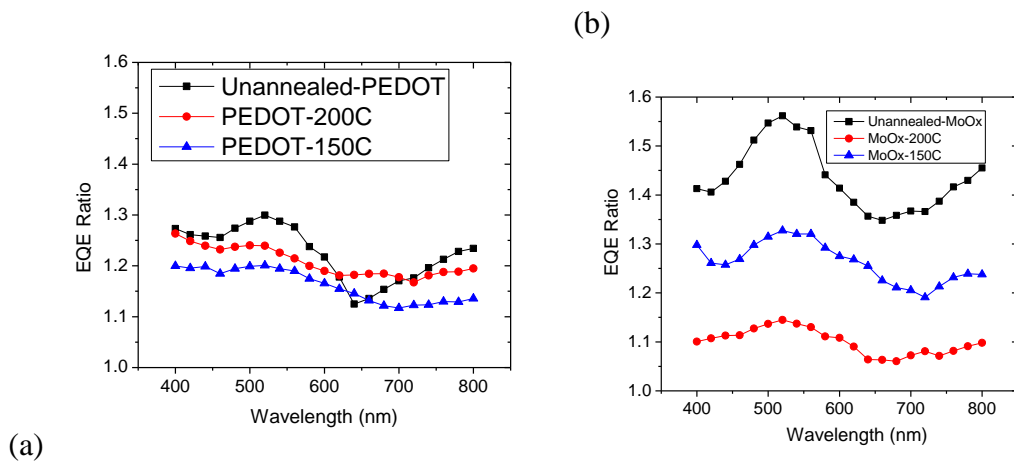 (b)
1.6
1.5
1.4
1.3
1.2
1.1
1.0
EQE Ratio
Unannealed-PEDOT
PEDOT-200C
PEDOT-150C
400 500 600 700 800
Wavelength (nm)
(a)
1.6
1.5
1.4
1.3
1.2
1.1
1.0
EQE Ratio
Unannealed-MoOx
MoOx-200C
MoOx-150C
400 500 600 700 800
Wavelength (nm)